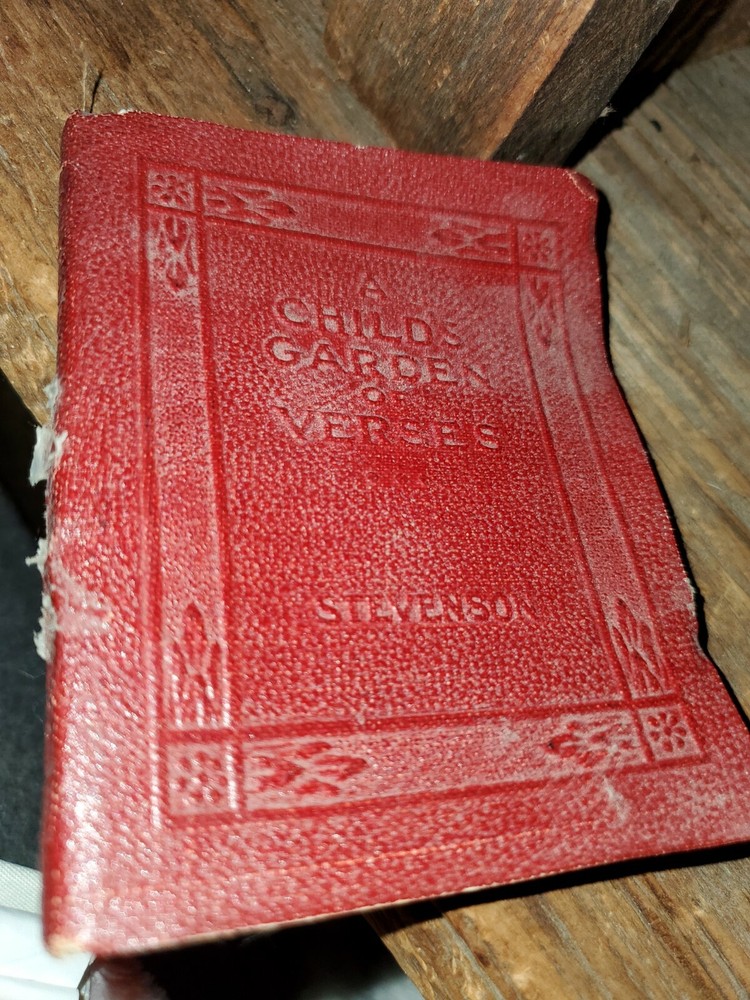 A
CHILD'S
GARDEN
OF
VERSES
STEVENSON